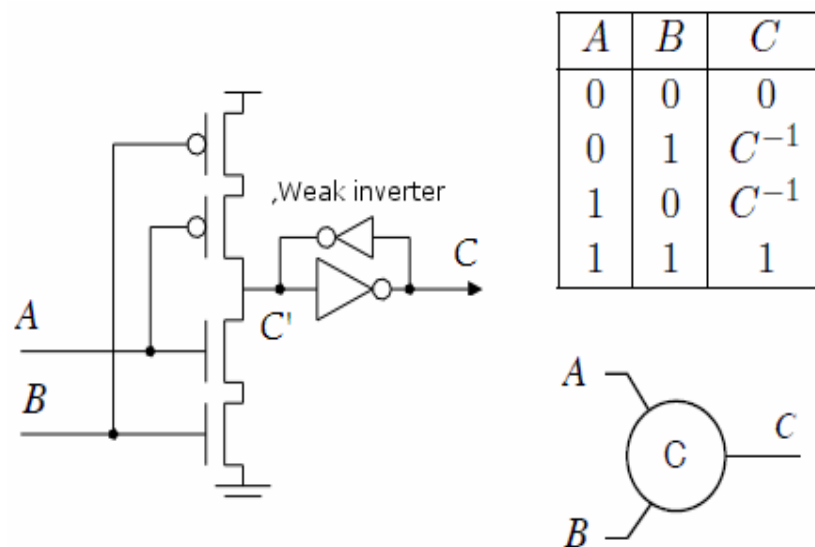 A B C
0 0 0
0 1 C⁻¹
1 0 C⁻¹
1 1 1
,Weak inverter
C
C'
A
B
A
C
C
B